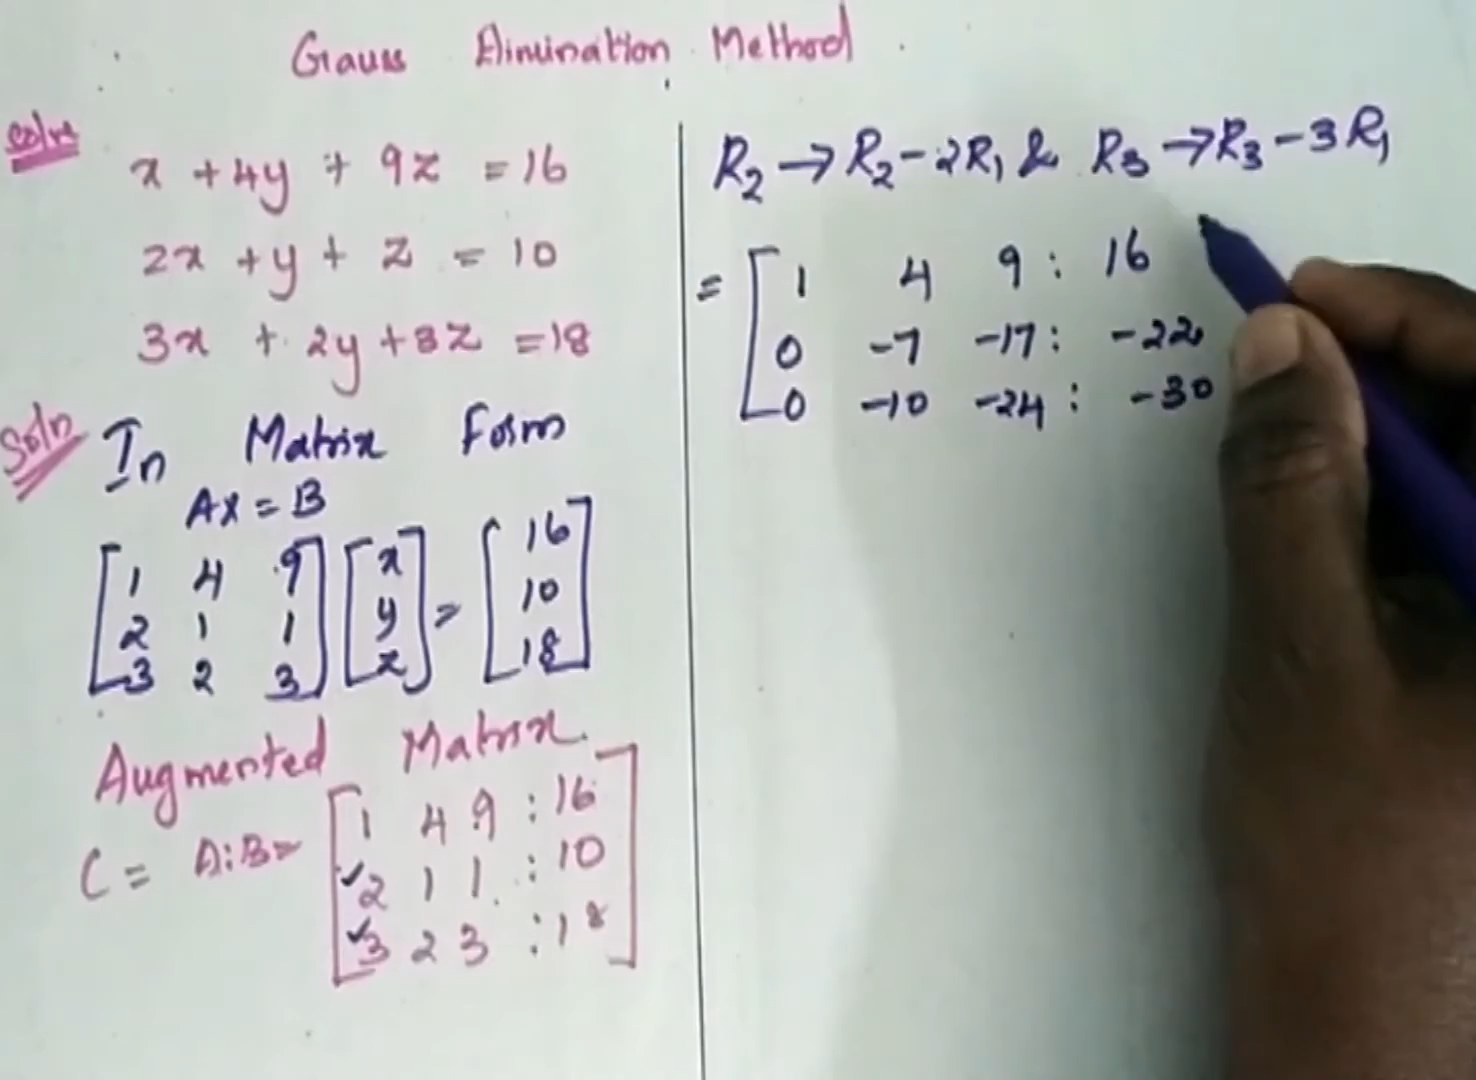 Gauss Elimination Method
Solve
x + 4y + 9z = 16
2x + y + z = 10
3x + 2y + 3z = 18
Soln In Matrix Form
AX = B
[1 4 9] [x] = [16]
[2 1 1] [y] [10]
[3 2 3] [z] [18]
Augmented Matrix
C = A:B = [1 4 9 : 16]
[2 1 1 : 10]
[3 2 3 : 18]
R2 → R2 - 2R1 & R3 → R3 - 3R1
= [1 4 9 : 16
0 -7 -17 : -22
0 -10 -24 : -30